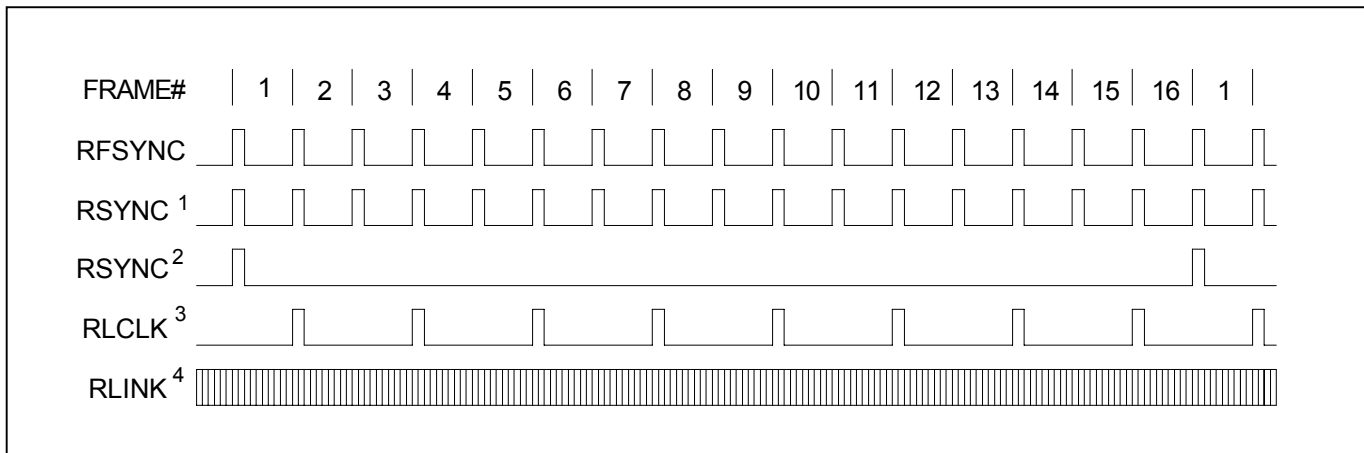 FRAME# 1 2 3 4 5 6 7 8 9 10 11 12 13 14 15 16 1
RFSYNC
RSYNC 1
RSYNC 2
RLCLK 3
RLINK 4